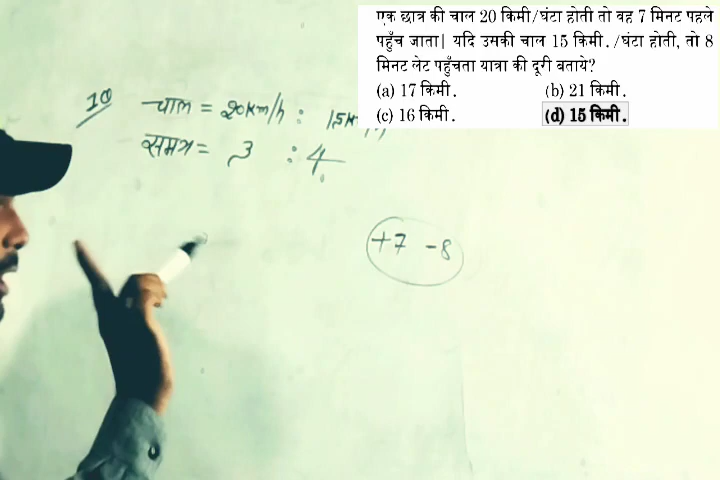 एक छात्र की चाल 20 किमी/घंटा होती तो वह 7 मिनट पहले
पहुँच जाता| यदि उसकी चाल 15 किमी./घंटा होती, तो 8
मिनट लेट पहुँचता यात्रा की दूरी बताये?
(a) 17 किमी. (b) 21 किमी.
(c) 16 किमी. (d) 15 किमी.
10 चाल = 20km/h : 15k
समय = 3 : 4
+7 -8